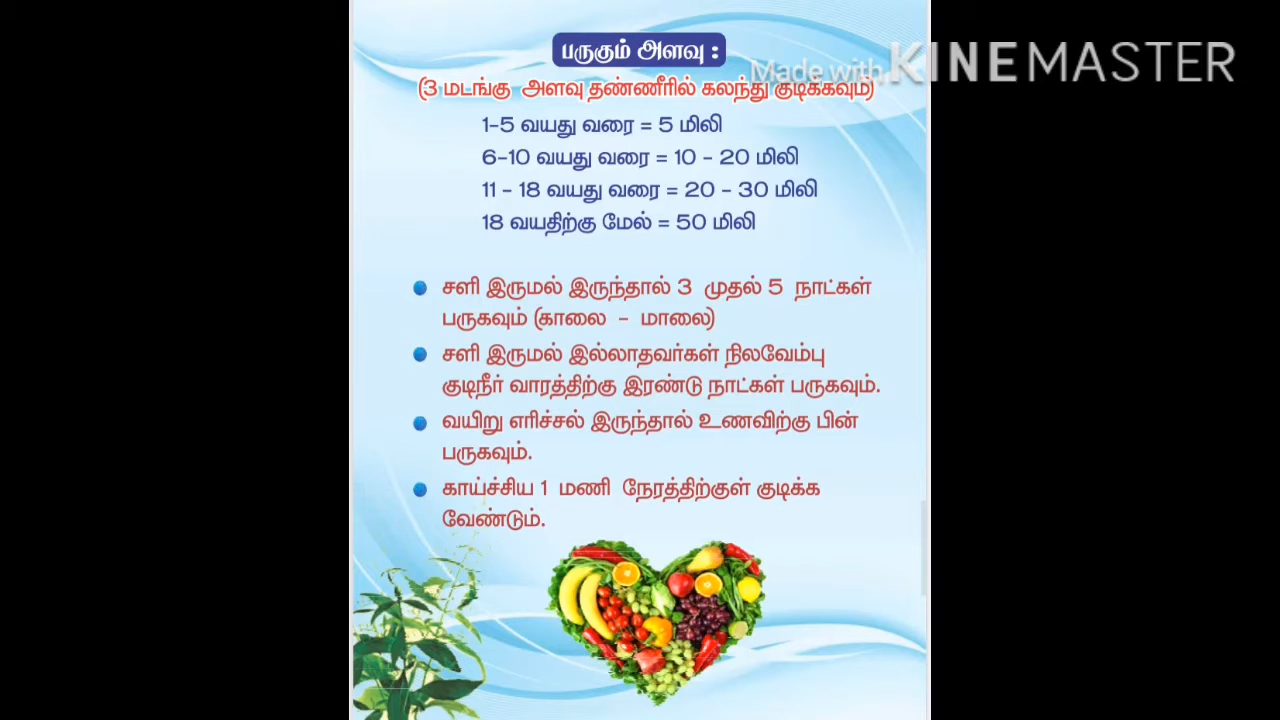 பருகும் அளவு :
Made with KINEMASTER
(3 மடங்கு அளவு தண்ணீரில் கலந்து குடிக்கவும்)
1-5 வயது வரை = 5 மிலி
6-10 வயது வரை = 10 - 20 மிலி
11 - 18 வயது வரை = 20 - 30 மிலி
18 வயதிற்கு மேல் = 50 மிலி
சளி இருமல் இருந்தால் 3 முதல் 5 நாட்கள்
பருகவும் (காலை - மாலை)
சளி இருமல் இல்லாதவர்கள் நிலவேம்பு
குடிநீர் வாரத்திற்கு இரண்டு நாட்கள் பருகவும்.
வயிறு எரிச்சல் இருந்தால் உணவிற்கு பின்
பருகவும்.
காய்ச்சிய 1 மணி நேரத்திற்குள் குடிக்க
வேண்டும்.